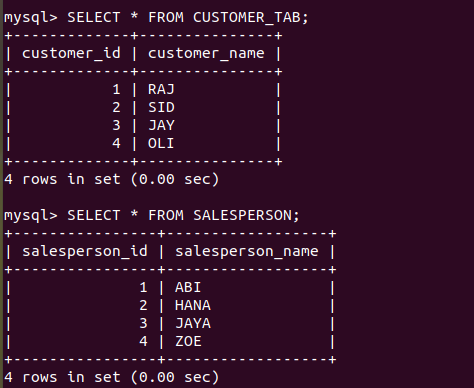 mysql> SELECT * FROM CUSTOMER_TAB;
+-------------+---------------+
| customer_id | customer_name |
+-------------+---------------+
|           1 | RAJ           |
|           2 | SID           |
|           3 | JAY           |
|           4 | OLI           |
+-------------+---------------+
4 rows in set (0.00 sec)

mysql> SELECT * FROM SALESPERSON;
+----------------+------------------+
| salesperson_id | salesperson_name |
+----------------+------------------+
|              1 | ABI              |
|              2 | HANA             |
|              3 | JAYA             |
|              4 | ZOE              |
+----------------+------------------+
4 rows in set (0.00 sec)